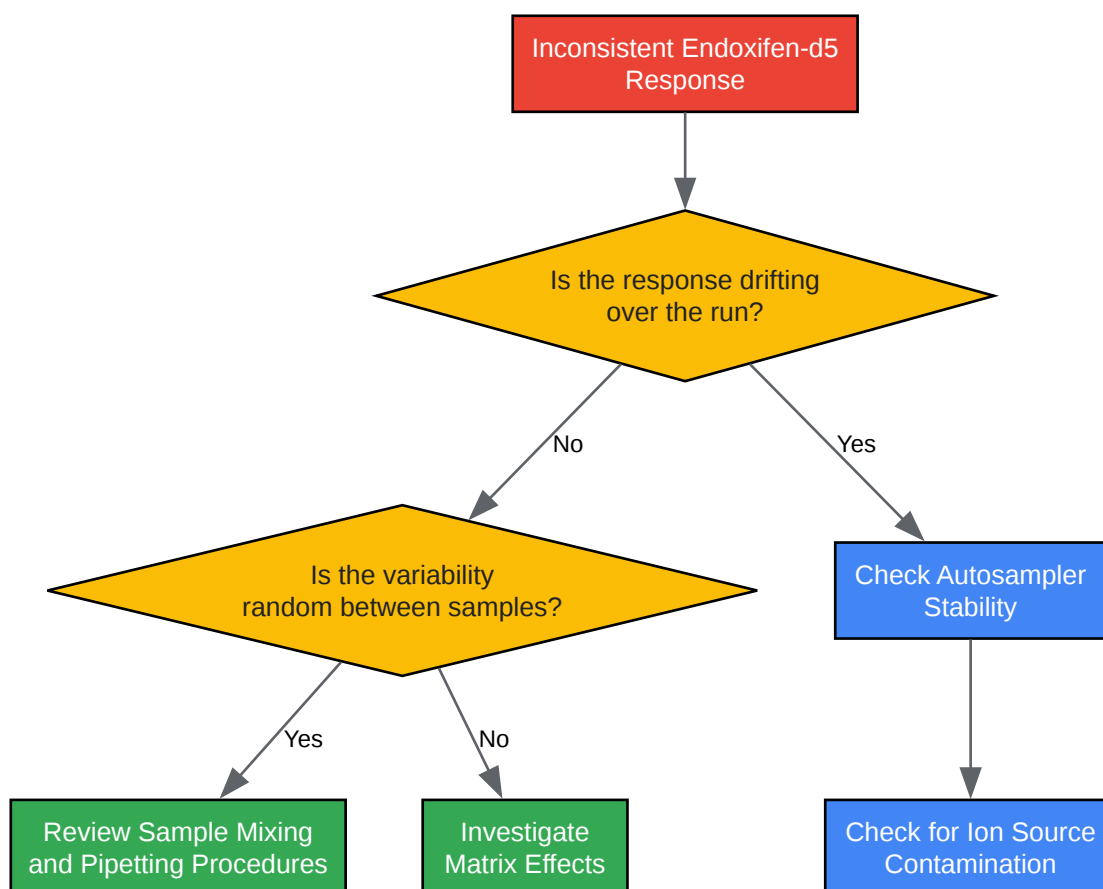 Inconsistent Endoxifen-d5
Response
Is the response drifting
over the run?
No
Yes
Is the variability
random between samples?
Check Autosampler
Stability
Yes
No
Review Sample Mixing
and Pipetting Procedures
Investigate
Matrix Effects
Check for Ion Source
Contamination